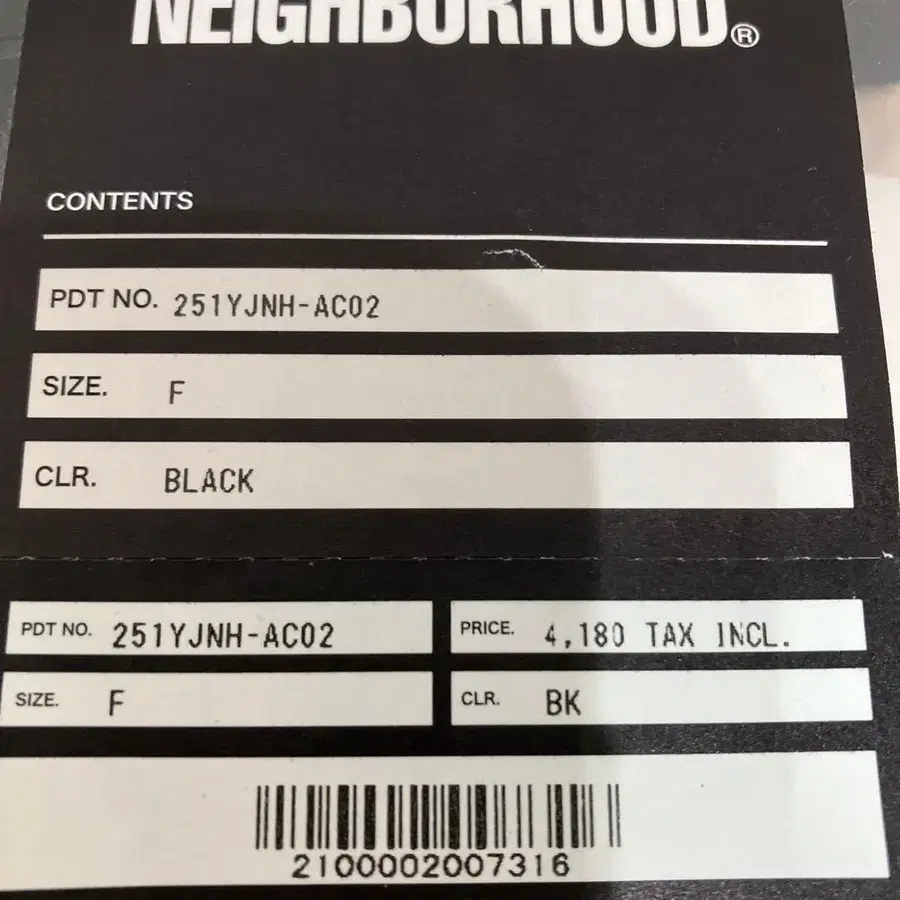 NEIGHBORHOOD®
CONTENTS
PDT NO. 251YJNH-AC02
SIZE. F
CLR. BLACK
PDT NO. 251YJNH-AC02
PRICE. 4,180 TAX INCL.
SIZE. F
CLR. BK
2100002007316